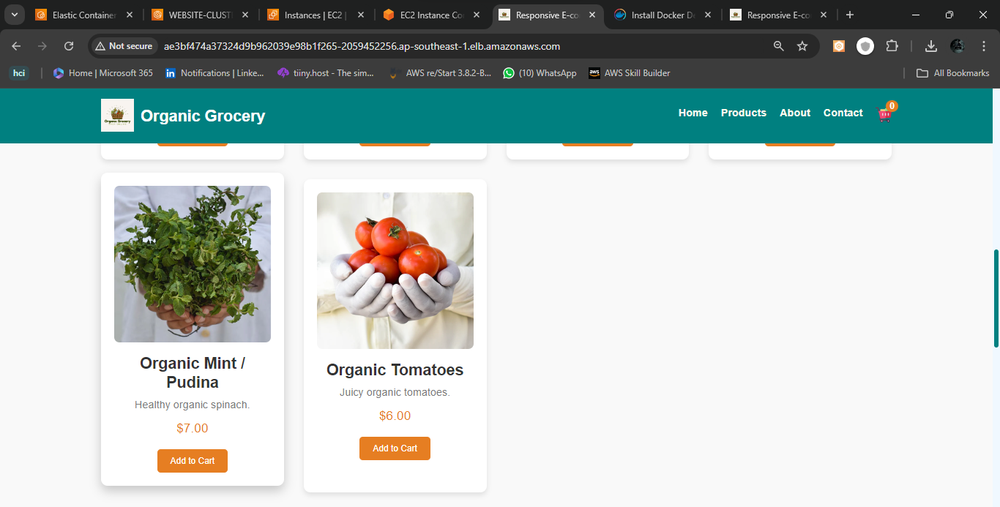 Elastic Container
WEBSITE-CLUST
Instances | EC2 |
EC2 Instance Co
Responsive E-co
Install Docker De
Responsive E-co
Not secure
ae3bf474a37324d9b962039e98b1f265-2059452256.ap-southeast-1.elb.amazonaws.com
hci
Home | Microsoft 365
Notifications | Linke...
tiiny.host - The sim...
AWS re/Start 3.8.2-B...
(10) WhatsApp
aws
AWS Skill Builder
All Bookmarks
Organic Grocery
Organic Grocery
Home
Products
About
Contact
0
Organic Mint /
Pudina
Healthy organic spinach.
$7.00
Add to Cart
Organic Tomatoes
Juicy organic tomatoes.
$6.00
Add to Cart